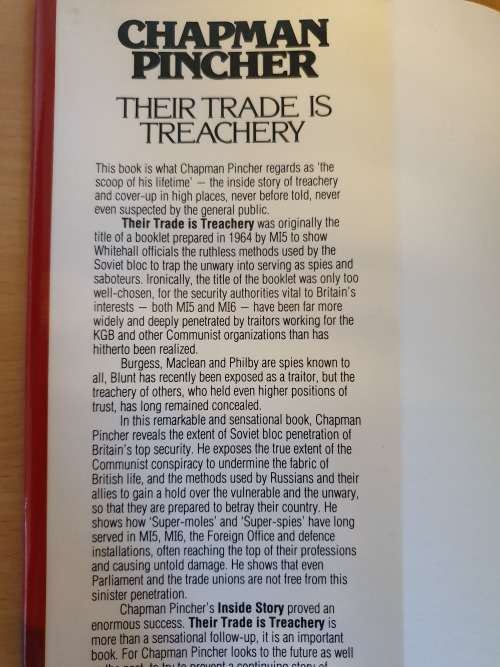 CHAPMAN
PINCHER
THEIR TRADE IS
TREACHERY
This book is what Chapman Pincher regards as 'the
scoop of his lifetime' – the inside story of treachery
and cover-up in high places, never before told, never
even suspected by the general public.
Their Trade is Treachery was originally the
title of a booklet prepared in 1964 by MI5 to show
Whitehall officials the ruthless methods used by the
Soviet bloc to trap the unwary into serving as spies and
saboteurs. Ironically, the title of the booklet was only too
well-chosen, for the security authorities vital to Britain's
interests – both MI5 and MI6 – have been far more
widely and deeply penetrated by traitors working for the
KGB and other Communist organizations than has
hitherto been realized.
Burgess, Maclean and Philby are spies known to
all, Blunt has recently been exposed as a traitor, but the
treachery of others, who held even higher positions of
trust, has long remained concealed.
In this remarkable and sensational book, Chapman
Pincher reveals the extent of Soviet bloc penetration of
Britain's top security. He exposes the true extent of the
Communist conspiracy to undermine the fabric of
British life, and the methods used by Russians and their
allies to gain a hold over the vulnerable and the unwary,
so that they are prepared to betray their country. He
shows how 'Super-moles' and 'Super-spies' have long
served in MI5, MI6, the Foreign Office and defence
installations, often reaching the top of their professions
and causing untold damage. He shows that even
Parliament and the trade unions are not free from this
sinister penetration.
Chapman Pincher's Inside Story proved an
enormous success. Their Trade is Treachery is
more than a sensational follow-up, it is an important
book. For Chapman Pincher looks to the future as well
to prevent a continuing story of